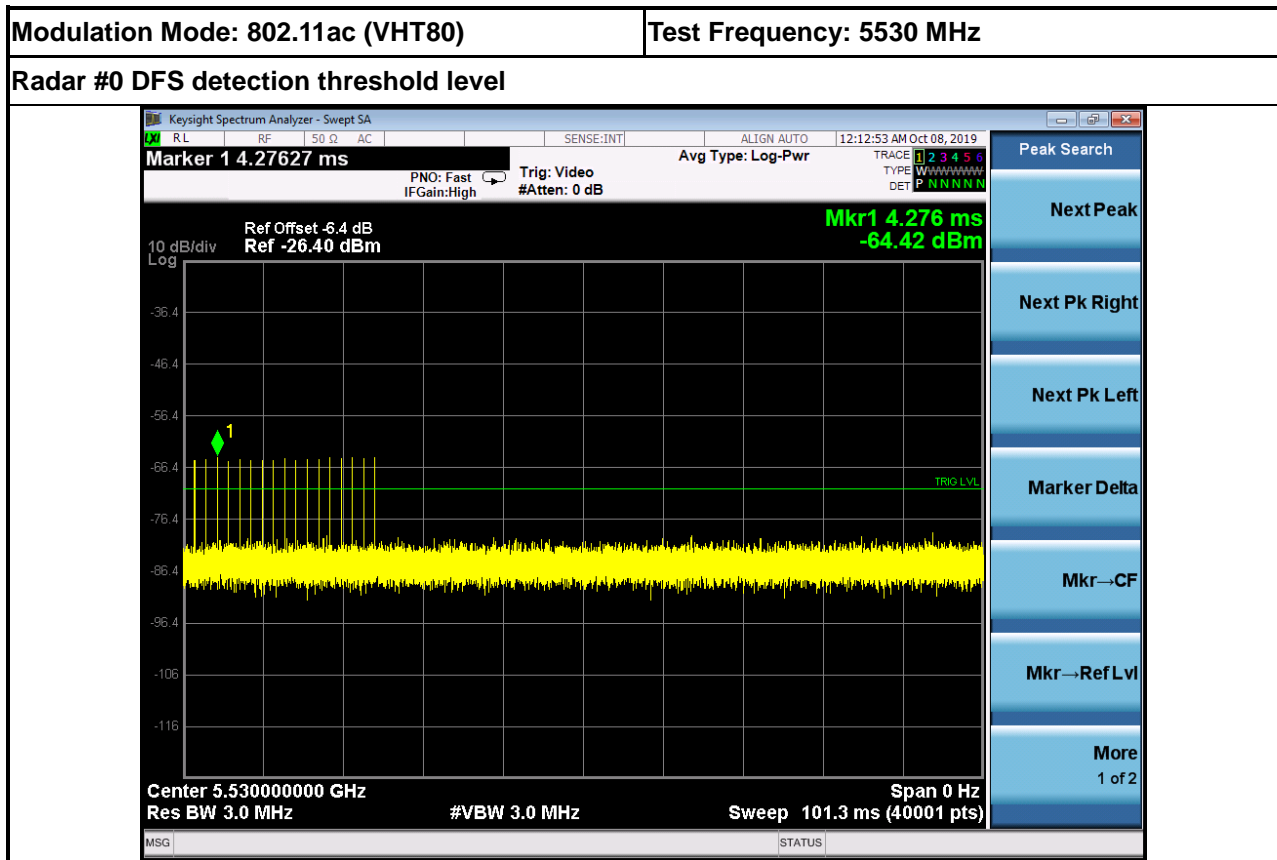 Modulation Mode: 802.11ac (VHT80) Test Frequency: 5530 MHz
Radar #0 DFS detection threshold level
Keysight Spectrum Analyzer - Swept SA
LXI RL RF 50 Ω AC SENSE:INT ALIGN AUTO 12:12:53 AM Oct 08, 2019
Marker 1 4.27627 ms
PNO: Fast
IFGain:High
Trig: Video
#Atten: 0 dB
Avg Type: Log-Pwr
TRACE 1 2 3 4 5 6
TYPE WWWWWW
DET P N N N N N
Peak Search
Mkr1 4.276 ms
-64.42 dBm
Ref Offset -6.4 dB
10 dB/div Ref -26.40 dBm
Log
-36.4
-46.4
-56.4
1
-66.4
TRIG LVL
-76.4
-86.4
-96.4
-106
-116
Center 5.530000000 GHz Span 0 Hz
Res BW 3.0 MHz #VBW 3.0 MHz Sweep 101.3 ms (40001 pts)
MSG STATUS
Next Peak
Next Pk Right
Next Pk Left
Marker Delta
Mkr→CF
Mkr→Ref Lvl
More
1 of 2